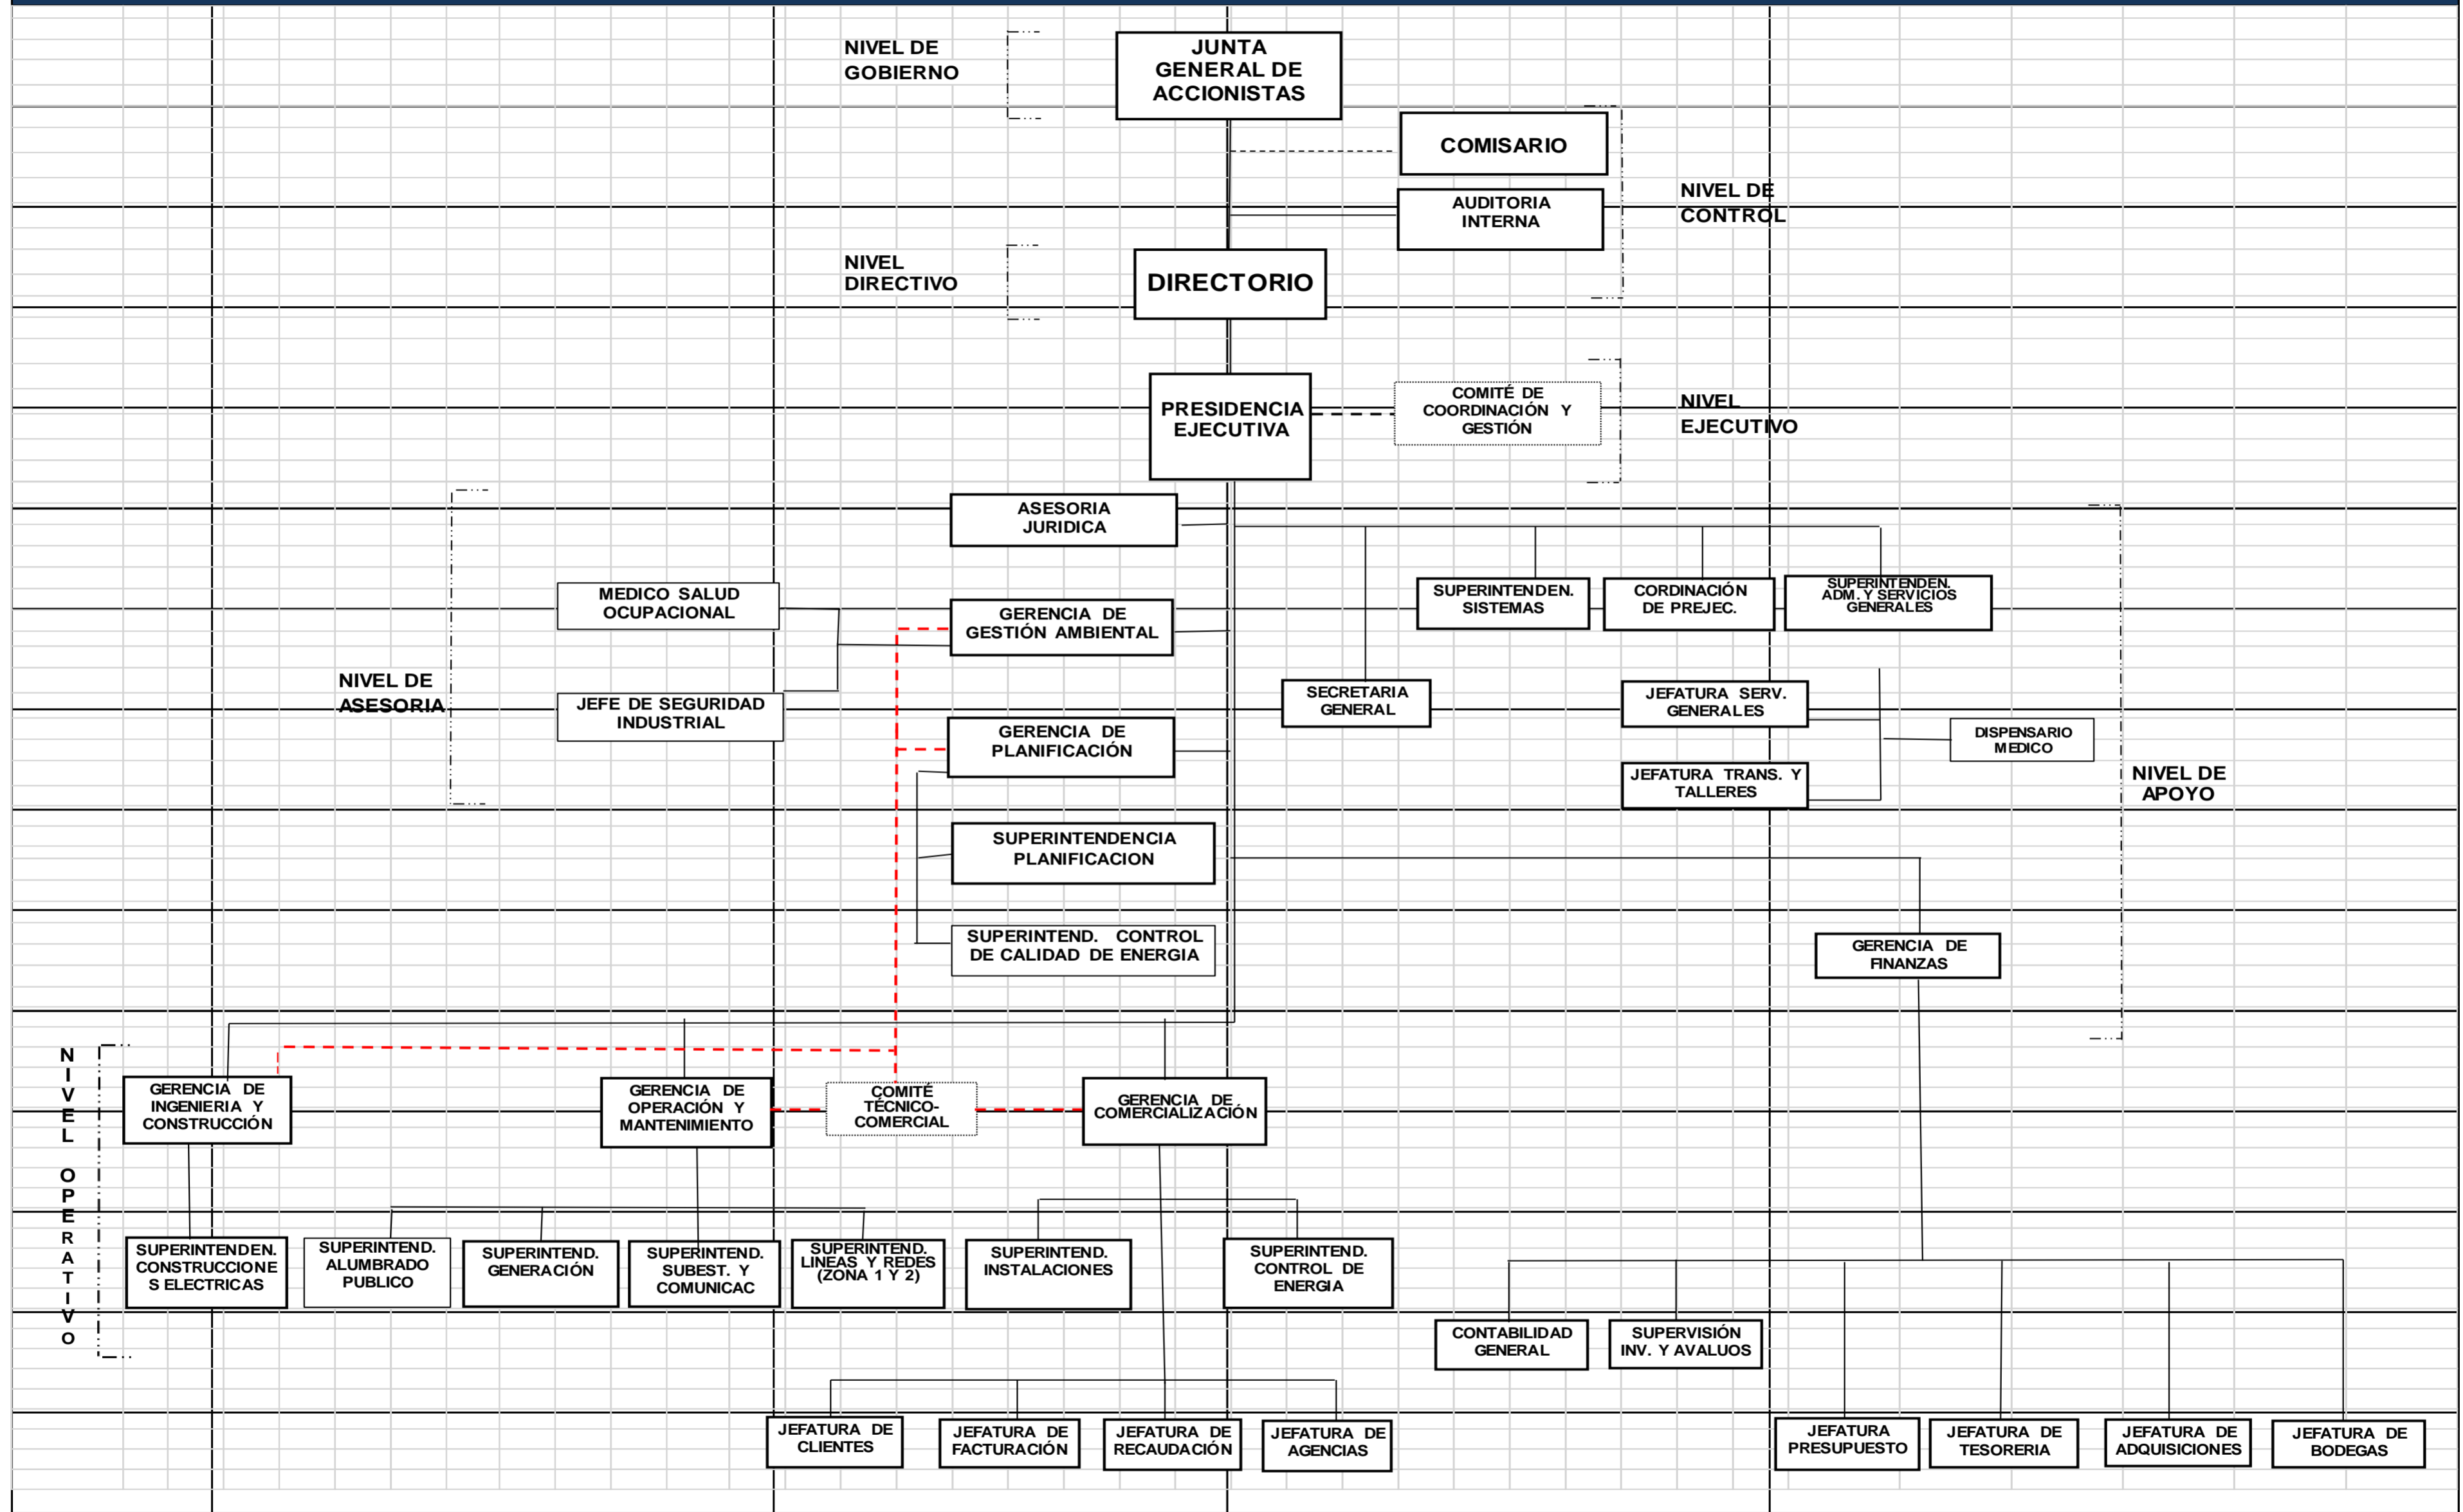 NIVEL DE
GOBIERNO
JUNTA
GENERAL DE
ACCIONISTAS
COMISARIO
AUDITORIA
INTERNA
NIVEL DE
CONTROL
NIVEL
DIRECTIVO
DIRECTORIO
PRESIDENCIA
EJECUTIVA
COMITÉ DE
COORDINACIÓN Y
GESTIÓN
NIVEL
EJECUTIVO
ASESORIA
JURIDICA
MEDICO SALUD
OCUPACIONAL
GERENCIA DE
GESTIÓN AMBIENTAL
SUPERINTENDEN.
SISTEMAS
CORDINACIÓN
DE PREJEC.
SUPERINTENDEN.
ADM. Y SERVICIOS
GENERALES
NIVEL DE
ASESORIA
JEFE DE SEGURIDAD
INDUSTRIAL
SECRETARIA
GENERAL
JEFATURA SERV.
GENERALES
GERENCIA DE
PLANIFICACIÓN
DISPENSARIO
MEDICO
JEFATURA TRANS. Y
TALLERES
NIVEL DE
APOYO
SUPERINTENDENCIA
PLANIFICACION
SUPERINTEND. CONTROL
DE CALIDAD DE ENERGIA
GERENCIA DE
FINANZAS
NIVEL OPERATIVO
GERENCIA DE
INGENIERIA Y
CONSTRUCCIÓN
GERENCIA DE
OPERACIÓN Y
MANTENIMIENTO
COMITÉ
TÉCNICO-
COMERCIAL
GERENCIA DE
COMERCIALIZACIÓN
SUPERINTENDEN.
CONSTRUCCIONE
S ELECTRICAS
SUPERINTEND.
ALUMBRADO
PUBLICO
SUPERINTEND.
GENERACIÓN
SUPERINTEND.
SUBEST. Y
COMUNICAC
SUPERINTEND.
LINEAS Y REDES
(ZONA 1 Y 2)
SUPERINTEND.
INSTALACIONES
SUPERINTEND.
CONTROL DE
ENERGIA
CONTABILIDAD
GENERAL
SUPERVISIÓN
INV. Y AVALUOS
JEFATURA DE
CLIENTES
JEFATURA DE
FACTURACIÓN
JEFATURA DE
RECAUDACIÓN
JEFATURA DE
AGENCIAS
JEFATURA
PRESUPUESTO
JEFATURA DE
TESORERIA
JEFATURA DE
ADQUISICIONES
JEFATURA DE
BODEGAS